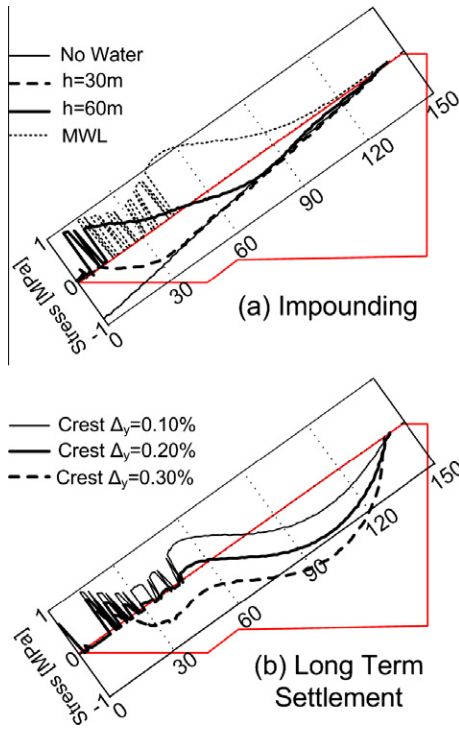 No Water
h=30m
h=60m
MWL
1
0
-1
Stress [MPa]
0
30
60
90
120
150
(a) Impounding
Crest Δy=0.10%
Crest Δy=0.20%
Crest Δy=0.30%
1
0
-1
Stress [MPa]
0
30
60
90
120
150
(b) Long Term
Settlement